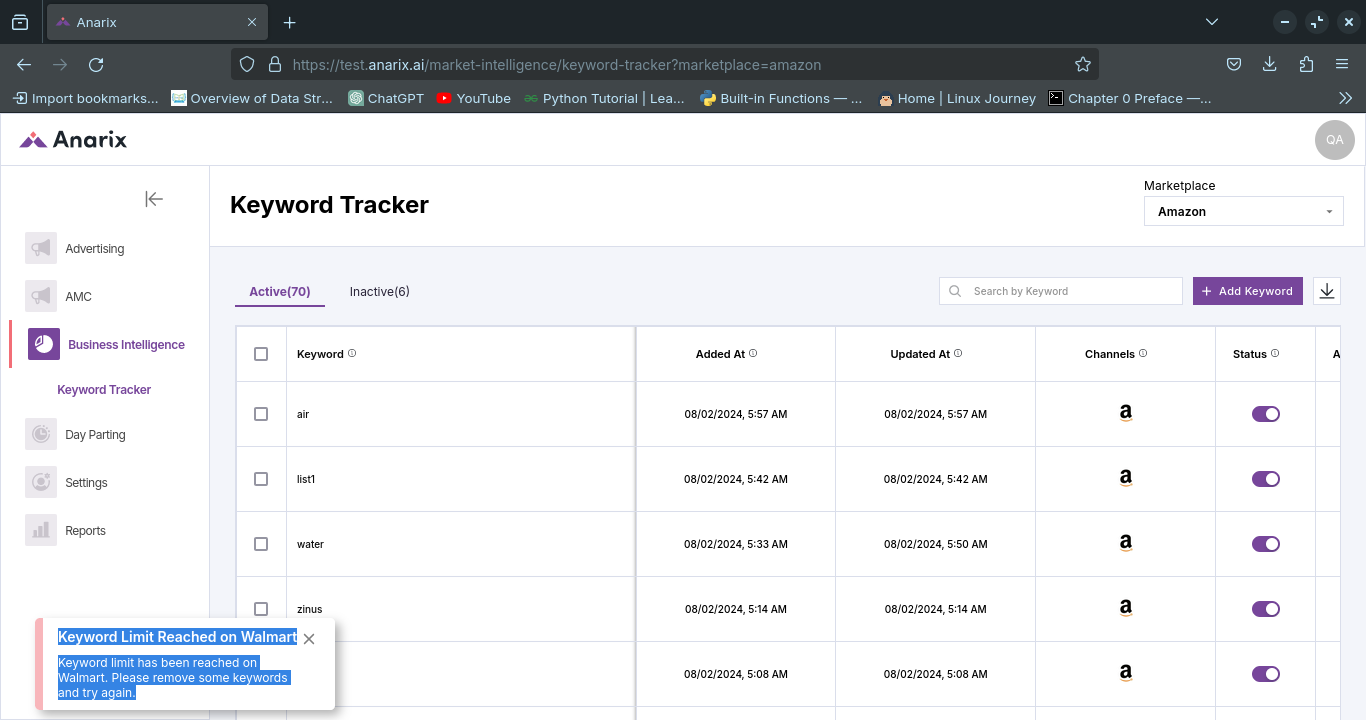 Anarix
https://test.anarix.ai/market-intelligence/keyword-tracker?marketplace=amazon
Import bookmarks... Overview of Data Str... ChatGPT YouTube Python Tutorial | Lea... Built-in Functions — ... Home | Linux Journey Chapter 0 Preface —...
Anarix
QA
Keyword Tracker
Marketplace
Amazon
Advertising
AMC
Business Intelligence
Keyword Tracker
Day Parting
Settings
Reports
Active(70) Inactive(6)
Search by Keyword
+ Add Keyword
Keyword Added At Updated At Channels Status A
air 08/02/2024, 5:57 AM 08/02/2024, 5:57 AM a
list1 08/02/2024, 5:42 AM 08/02/2024, 5:42 AM a
water 08/02/2024, 5:33 AM 08/02/2024, 5:50 AM a
zinus 08/02/2024, 5:14 AM 08/02/2024, 5:14 AM a
08/02/2024, 5:08 AM 08/02/2024, 5:08 AM a
Keyword Limit Reached on Walmart
Keyword limit has been reached on
Walmart. Please remove some keywords
and try again.